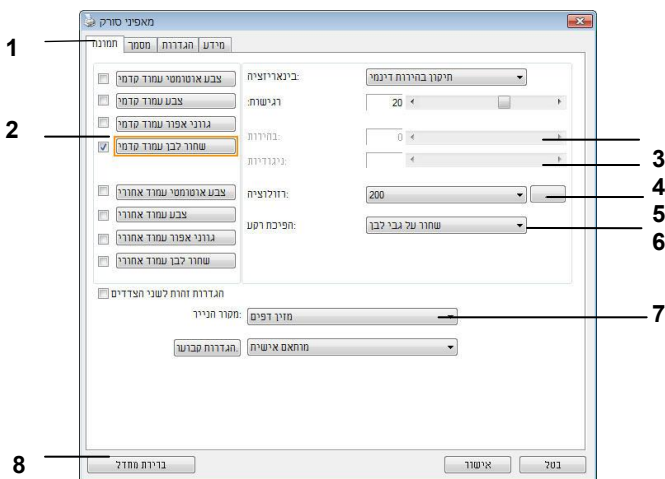 מאפיני סורק
תמונה
מסמך
הגדרות
מידע
1
צבע אוטומטי עמוד קדמי
צבע עמוד קדמי
גרווני אפור עמוד קדמי
שחור לבן עמוד קדמי
2
צבע אוטומטי עמוד אחורי
צבע עמוד אחורי
גרווני אפור עמוד אחורי
שחור לבן עמוד אחורי
בינאריזציה:
תיקון בהירות דינמי
רגישות:
20
בהירות:
0
ניגודיות:
3
רזולוציה:
200
4
5
הפיכת רקע:
שחור על גבי לבן
6
הגדרות זהות לשני הצדדים
מקור הנייר:
מזין דפים
7
הגדרות קבוע.
מותאם אישית
8
ברירת מחדל
אישור
בטל